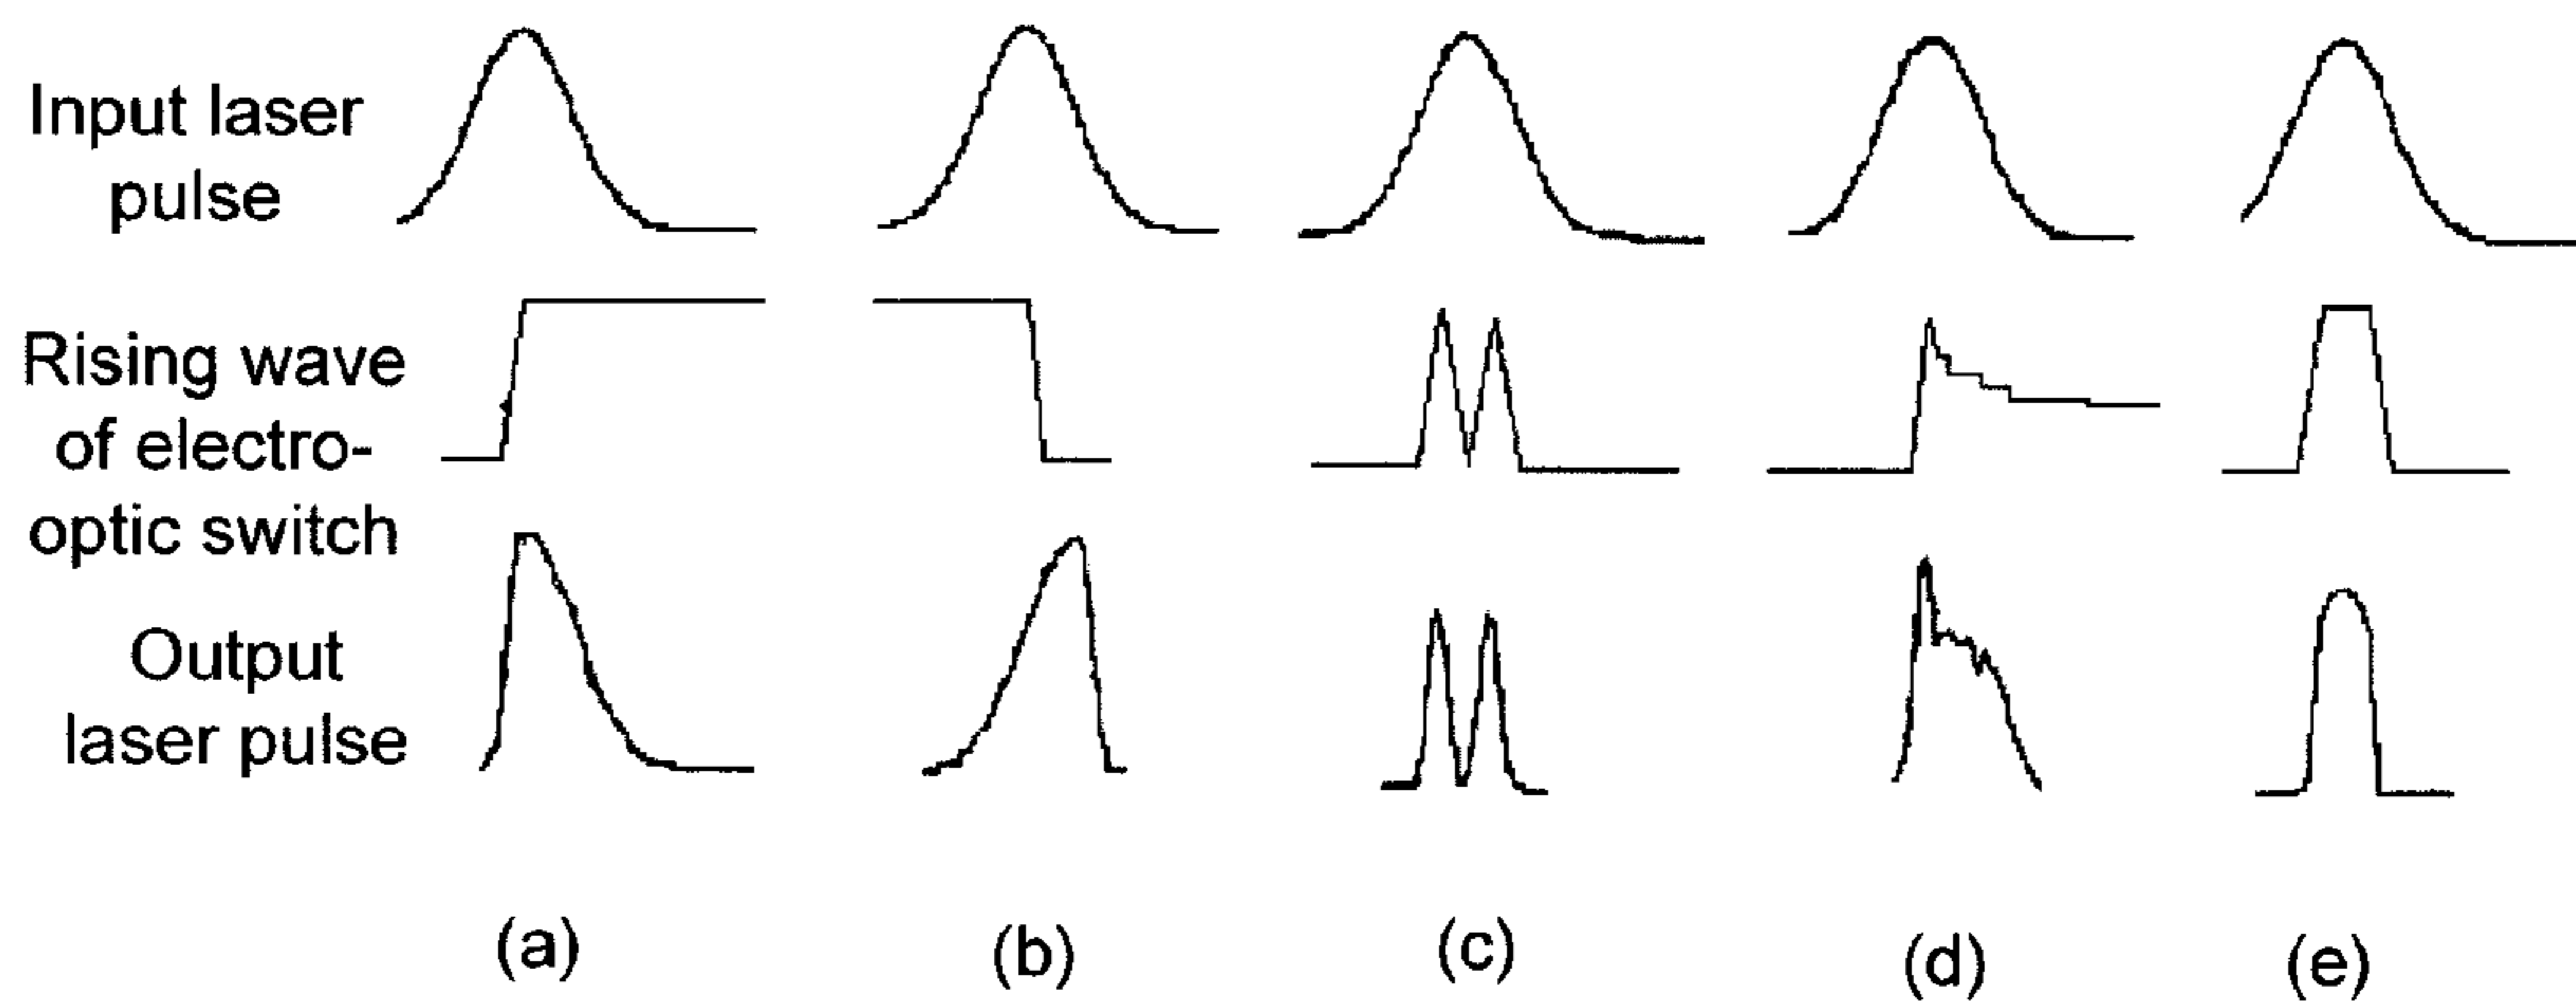 Input laser
pulse
Rising wave
of electro-
optic switch
Output
laser pulse
(a) (b) (c) (d) (e)